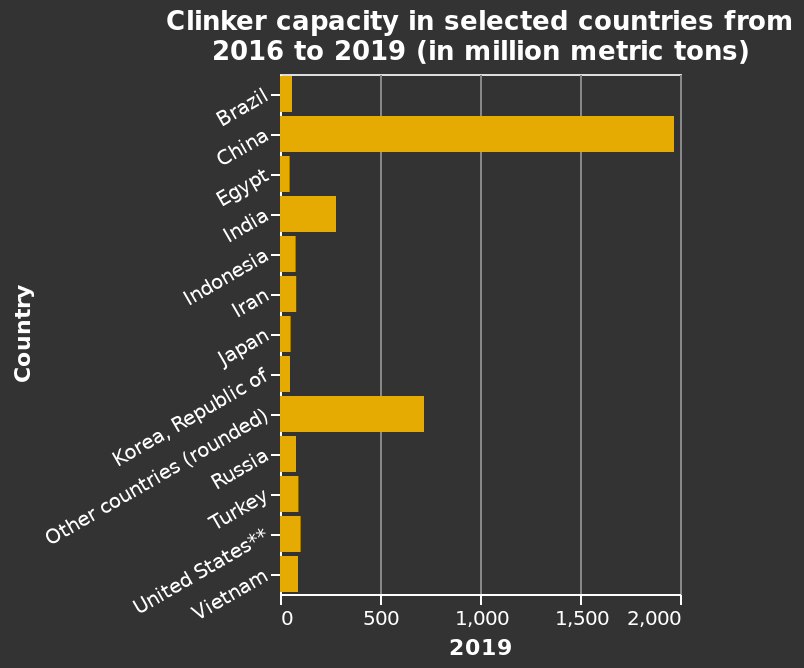 Clinker capacity in selected countries from
2016 to 2019 (in million metric tons)
Country
Brazil
China
Egypt
India
Indonesia
Iran
Japan
Korea, Republic of
Other countries (rounded)
Russia
Turkey
United States**
Vietnam
0 500 1,000 1,500 2,000
2019